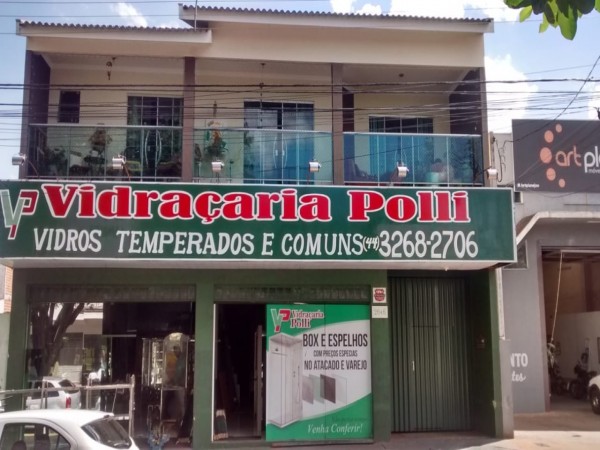 VP Vidraçaria Polli
VIDROS TEMPERADOS E COMUNS (44) 3268-2706
VP Vidraçaria
Polli
BOX E ESPELHOS
COM PREÇOS ESPECIAS
NO ATACADO E VAREJO
Venha Conferir!
art